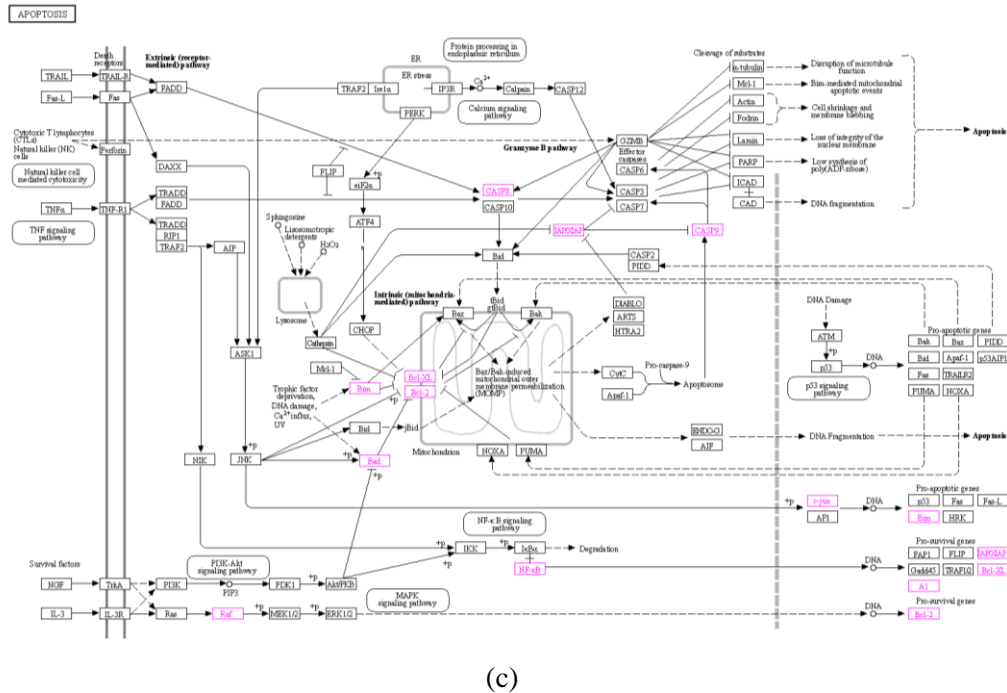 APOPTOSIS
Death
receptors
Extrinsic (receptor-
mediated) pathway
TRAIL
TRAIL-R
Fas-L
Fas
FADD
Cytotoxic T lymphocytes
(CTLs)
Natural killer (NK)
cells
Perforin
Natural killer cell
mediated cytotoxicity
DAXX
TNFα
TNF-R1
TNF signaling
pathway
TRADD
FADD
TRADD
RIP1
TRAF2
AIP
ER
ER stress
TRAF2
Ire1a
IP3R
PERK
Protein processing in
endoplasmic reticulum
Ca2+
Calpain
CASP12
Calcium signaling
pathway
Granzyme B pathway
FLIP
+p
eIF2α
ATF4
CHOP
CASP8
CASP10
Sphingosine
Lisosomotropic
detergents
H2O2
Lysosome
Cathepsin
GZMB
Effector
caspases
CASP6
CASP3
CASP7
CASP9
Cleavage of substrates
α-tubulin
Disruption of microtubule
function
Mcl-1
Bim-mediated mitochondrial
apoptotic events
Actin
Fodrin
Cell shrinkage and
membrane blebbing
Lamin
Loss of integrity of the
nuclear membrane
PARP
Low synthesis of
poly(ADP-ribose)
ICAD
CAD
DNA fragmentation
Apoptosis
Bid
CASP2
PIDD
Intrinsic (mitochondria-
mediated) pathway
tBid
gtBid
Bax
Bak
DIABLO
ARTS
HTRA2
Mcl-1
Bim
Bcl-XL
Bcl-2
Bax/Bak-induced
mitochondrial outer
membrane permeabilization
(MOMP)
CytC
Apaf-1
Pro-caspase-9
Apoptosome
DNA Damage
ATM
+p
p53
DNA
p53 signaling
pathway
Pro-apoptotic genes
Bak
Bax
PIDD
Bid
Apaf-1
p53AIP1
Fas
TRAILR2
PUMA
NOXA
ASK1
Trophic factor
deprivation,
DNA damage,
Ca2+ influx,
UV
Bid
jBid
Bad
+p
+p
+p
NIK
JNK
Mitochondrion
NOXA
PUMA
ENDO-G
AIF
DNA Fragmentation
Apoptosis
+p
c-jun
AP1
DNA
Pro-apoptotic genes
p53
Fas
Fas-L
Bim
HRK
NF-κB signaling
pathway
+p
+p
IKK
+p
IκBα
Degradation
NF-κB
DNA
Pro-survival genes
FAP1
FLIP
Gadd45
TRAF1/2
Bcl-XL
A1
Survival factors
PI3K-Akt
signaling pathway
NGF
TrkA
PI3K
PIP3
PDK1
+p
Akt/PKB
MAPK
signaling pathway
IL-3
IL-3R
Ras
Raf
+p
MEK1/2
+p
ERK1/2
DNA
Pro-survival genes
Bcl-2
(c)